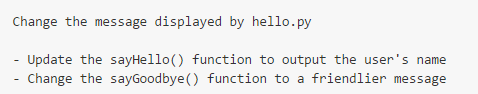 Change the message displayed by hello.py
- Update the sayHello() function to output the user's name
- Change the sayGoodbye() function to a friendlier message